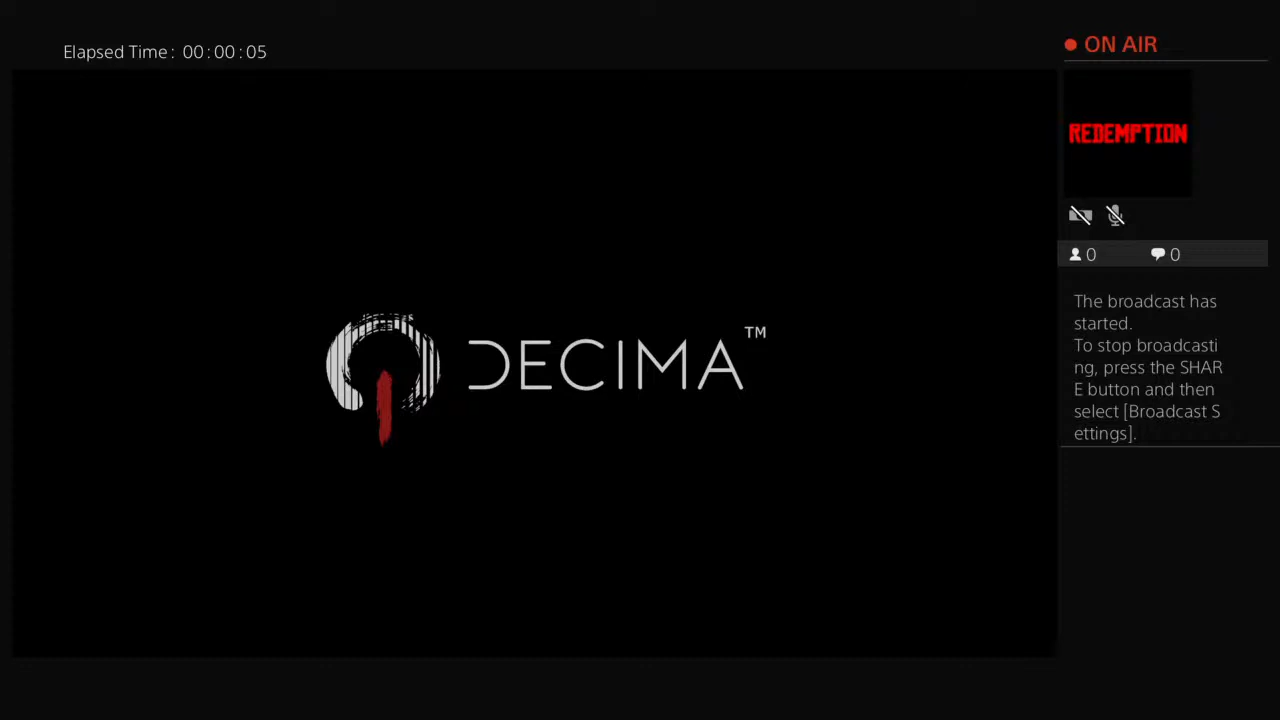 Elapsed Time: 00:00:05
ON AIR
REDEMPTION
0 0
DECIMA™
The broadcast has
started.
To stop broadcasti
ng, press the SHAR
E button and then
select [Broadcast S
ettings].